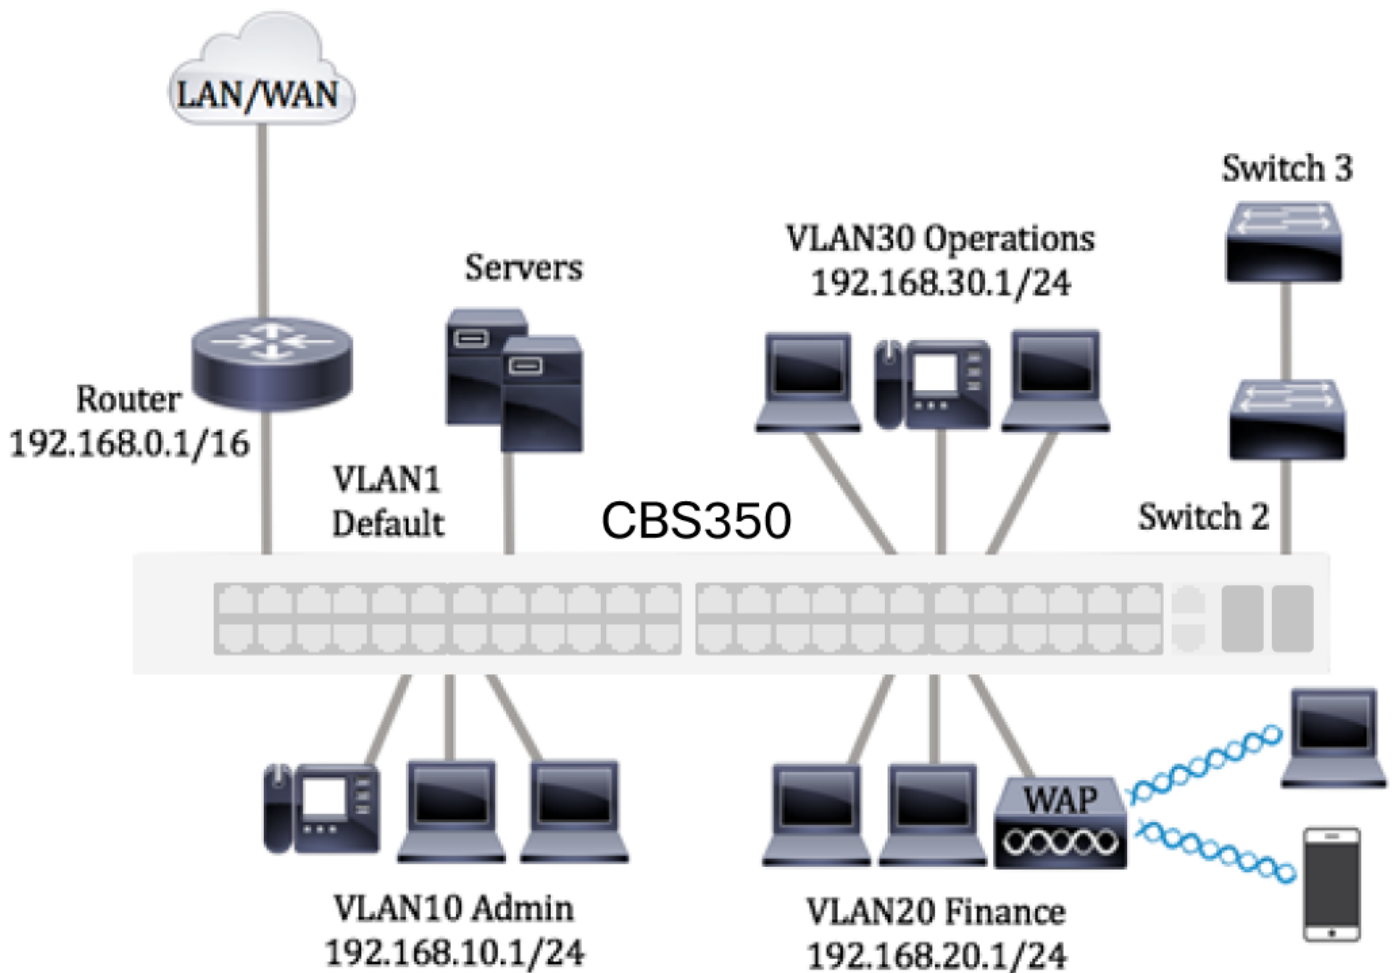 LAN/WAN
Switch 3
VLAN30 Operations
192.168.30.1/24
Servers
Router
192.168.0.1/16
VLAN1
Default
CBS350
Switch 2
WAP
VLAN10 Admin
192.168.10.1/24
VLAN20 Finance
192.168.20.1/24